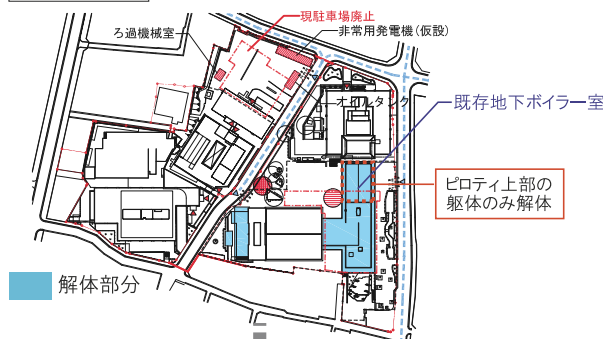 現駐車場廃止
ろ過機械室
非常用発電機(仮設)
オイルタンク
既存地下ボイラー室
ピロティ上部の
躯体のみ解体
解体部分